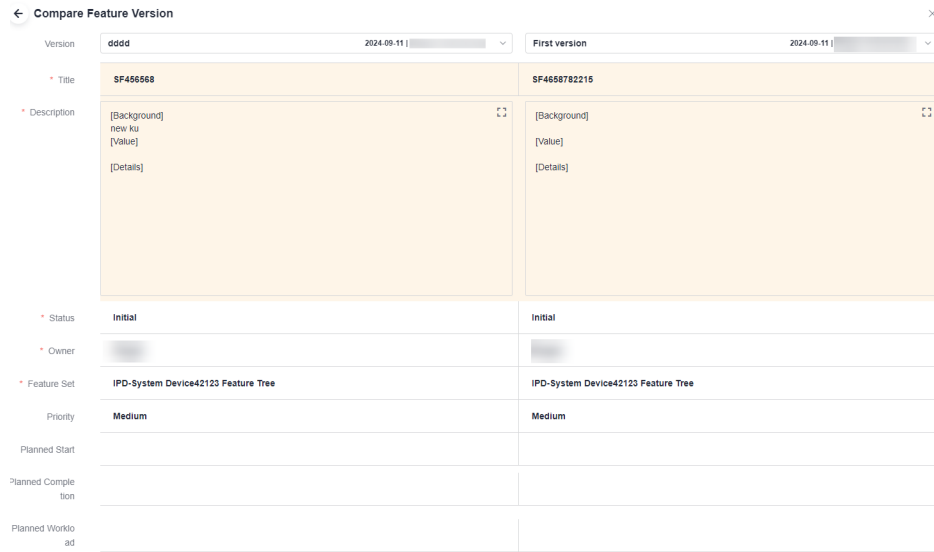 Compare Feature Version
Version dddd 2024-09-11 | First version 2024-09-11 |
* Title SF456568 SF4658782215
* Description [Background] [Background]
new ku
[Value] [Value]
[Details] [Details]
* Status Initial Initial
* Owner
* Feature Set IPD-System Device42123 Feature Tree IPD-System Device42123 Feature Tree
Priority Medium Medium
Planned Start
Planned Comple
tion
Planned Worklo
ad